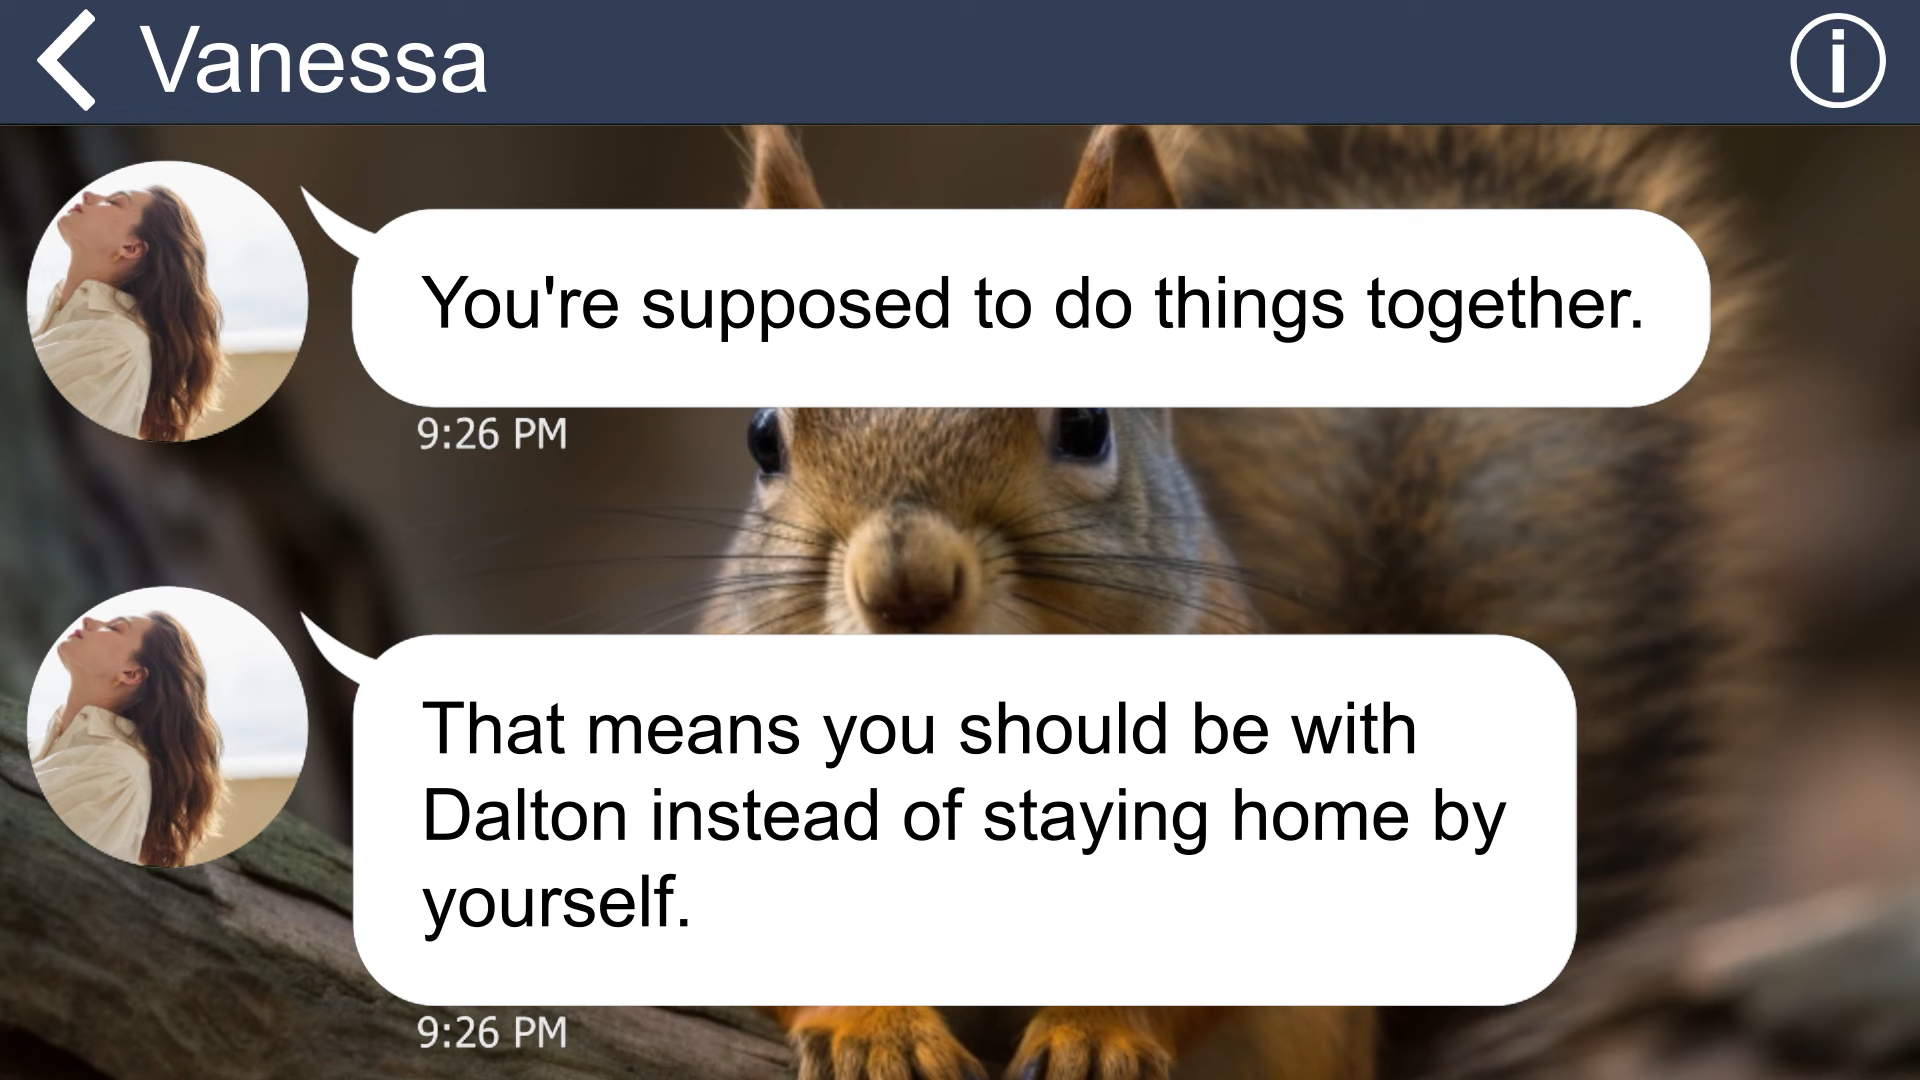 Vanessa
You're supposed to do things together.
9:26 PM
That means you should be with
Dalton instead of staying home by
yourself.
9:26 PM